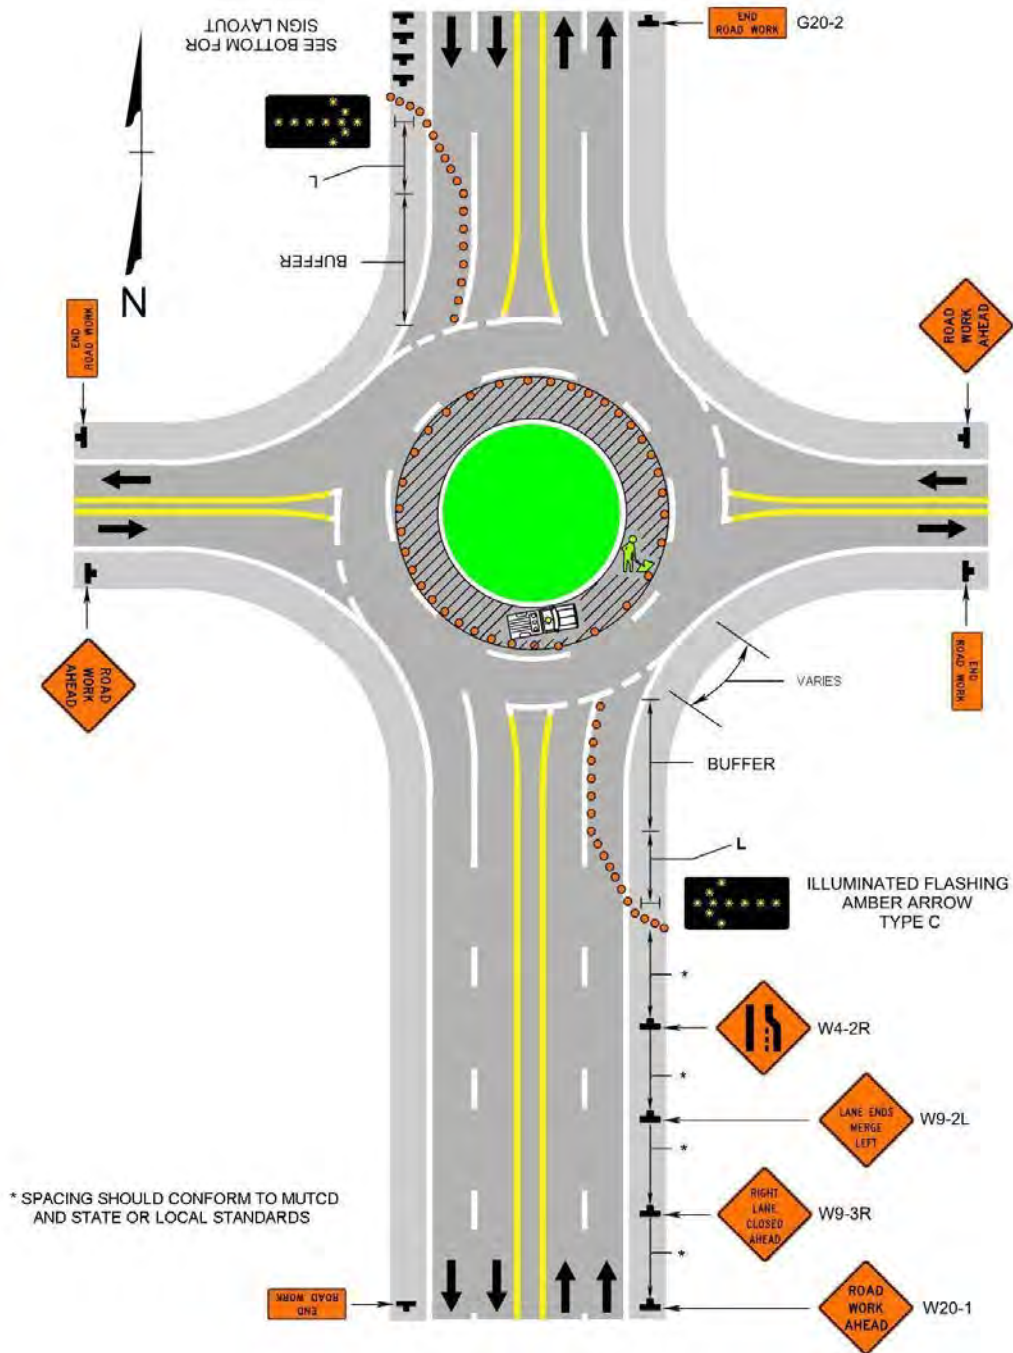 END
ROAD WORK
G20-2
SEE BOTTOM FOR
SIGN LAYOUT
L
BUFFER
N
END
ROAD WORK
ROAD
WORK
AHEAD
ROAD
WORK
AHEAD
END
ROAD WORK
VARIES
BUFFER
L
ILLUMINATED FLASHING
AMBER ARROW
TYPE C
*
W4-2R
*
LANE ENDS
MERGE
LEFT
W9-2L
*
* SPACING SHOULD CONFORM TO MUTCD
AND STATE OR LOCAL STANDARDS
RIGHT
LANE
CLOSED
AHEAD
W9-3R
*
END
ROAD WORK
ROAD
WORK
AHEAD
W20-1